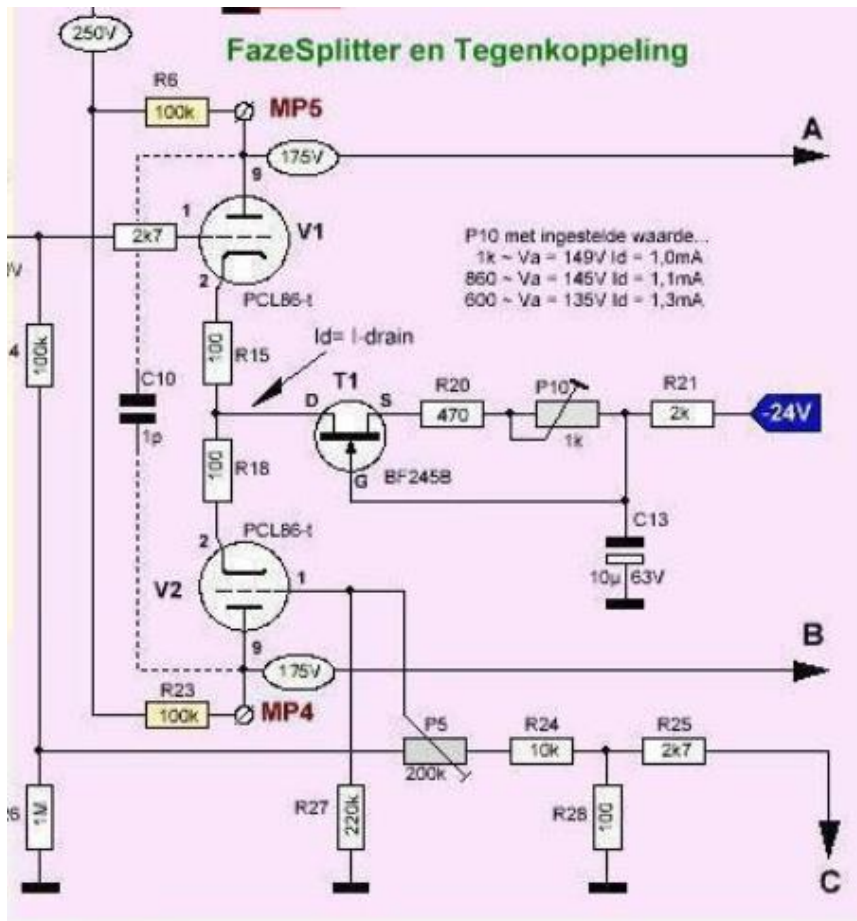 250V
FazeSplitter en Tegenkoppeling
R6
100k
MP5
A
175V
9
1
2k7
V1
2
PCL86-t
P10 met ingestelde waarde...
1k ~ Va = 149V Id = 1,0mA
860 ~ Va = 145V Id = 1,1mA
600 ~ Va = 135V Id = 1,3mA
V
4
100k
100
R15
Id= I-drain
C10
1p
T1
D
S
G
BF245B
R20
470
P10
1k
R21
2k
-24V
100
R18
PCL86-t
2
V2
1
9
C13
10µ
63V
B
175V
R23
100k
MP4
P5
200k
R24
10k
R25
2k7
26
1M
R27
220k
R28
100
C